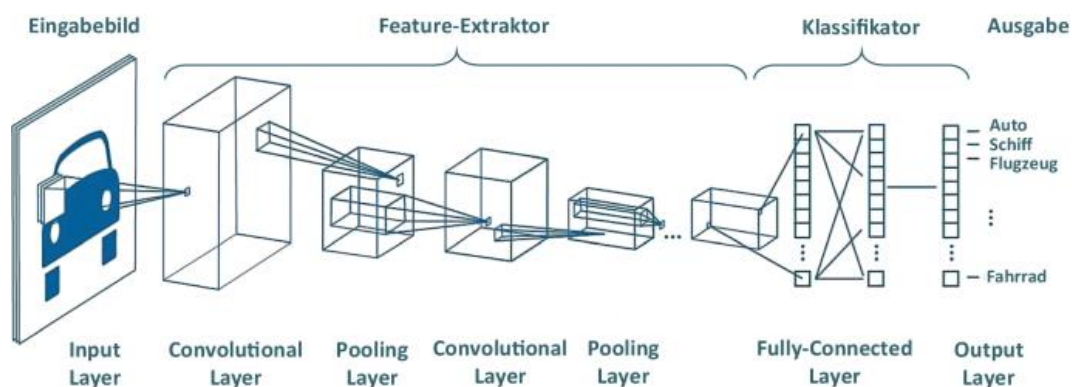 Eingabebild Feature-Extraktor Klassifikator Ausgabe
Auto
Schiff
Flugzeug
...
Fahrrad
Input Layer
Convolutional Layer
Pooling Layer
Convolutional Layer
Pooling Layer
Fully-Connected Layer
Output Layer